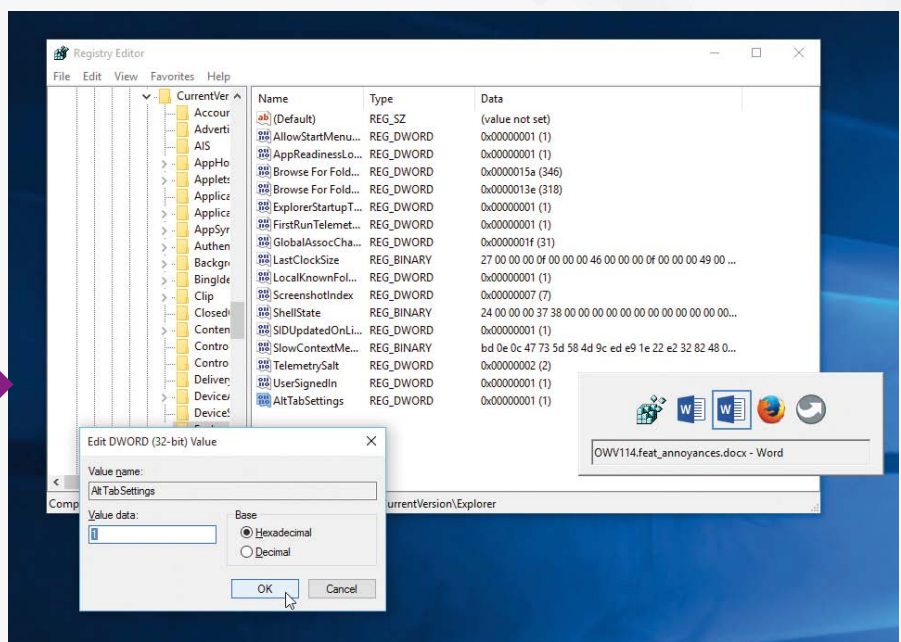 Registry Editor
File Edit View Favorites Help
CurrentVer
Accour
Adverti
AIS
AppHo
Applets
Applica
Applica
AppSyr
Authen
Backgr
BingIde
Clip
Closed
Conten
Contro
Contro
Deliver
Device
Device
Name Type Data
(Default) REG_SZ (value not set)
AllowStartMenu... REG_DWORD 0x00000001 (1)
AppReadinessLo... REG_DWORD 0x00000001 (1)
Browse For Fold... REG_DWORD 0x0000015a (346)
Browse For Fold... REG_DWORD 0x0000013e (318)
ExplorerStartupT... REG_DWORD 0x00000001 (1)
FirstRunTelemet... REG_DWORD 0x00000001 (1)
GlobalAssocCha... REG_DWORD 0x0000001f (31)
LastClockSize REG_BINARY 27 00 00 00 0f 00 00 00 46 00 00 00 0f 00 00 00 49 00 ...
LocalKnownFol... REG_DWORD 0x00000001 (1)
ScreenshotIndex REG_DWORD 0x00000007 (7)
ShellState REG_BINARY 24 00 00 00 37 38 00 00 00 00 00 00 00 00 00 00 00 00...
SIDUpdatedOnLi... REG_DWORD 0x00000001 (1)
SlowContextMe... REG_BINARY bd 0e 0c 47 73 5d 58 4d 9c ed e9 1e 22 e2 32 82 48 0...
TelemetrySalt REG_DWORD 0x00000002 (2)
UserSignedIn REG_DWORD 0x00000001 (1)
AltTabSettings REG_DWORD 0x00000001 (1)
OWV114.feat_annoyances.docx - Word
Comp
urrentVersion\Explorer
Edit DWORD (32-bit) Value
Value name:
AltTabSettings
Value data:
1
Base
Hexadecimal
Decimal
OK Cancel